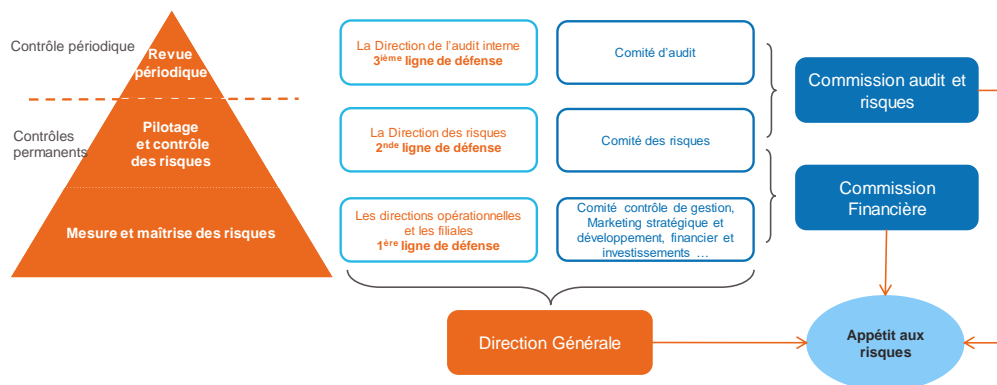 Contrôle périodique
Revue
périodique
Contrôles
permanents
Pilotage
et contrôle
des risques
Mesure et maîtrise des risques
La Direction de l'audit interne
3ième ligne de défense
Comité d'audit
La Direction des risques
2nde ligne de défense
Comité des risques
Les directions opérationnelles
et les filiales
1ère ligne de défense
Comité contrôle de gestion,
Marketing stratégique et
développement, financier et
investissements …
Commission audit et
risques
Commission
Financière
Direction Générale
Appétit aux
risques